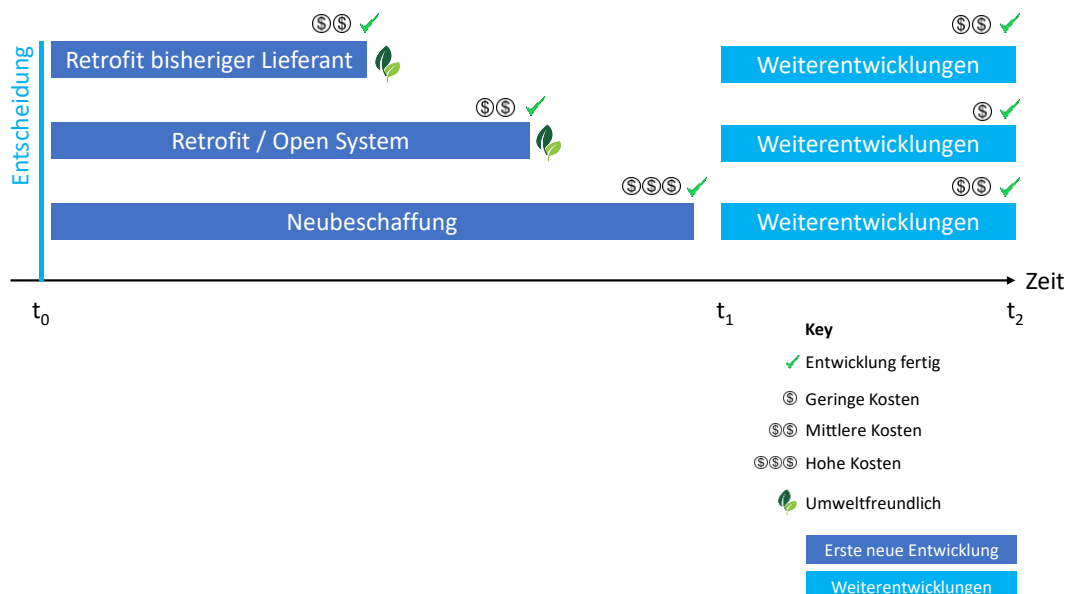 Entscheidung
Retrofit bisheriger Lieferant
$$
Weiterentwicklungen
$$
Retrofit / Open System
$$
Weiterentwicklungen
$
Neubeschaffung
$$$
Weiterentwicklungen
$$
Zeit
t0
t1
t2
Key
Entwicklung fertig
$ Geringe Kosten
$$ Mittlere Kosten
$$$ Hohe Kosten
Umweltfreundlich
Erste neue Entwicklung
Weiterentwicklungen